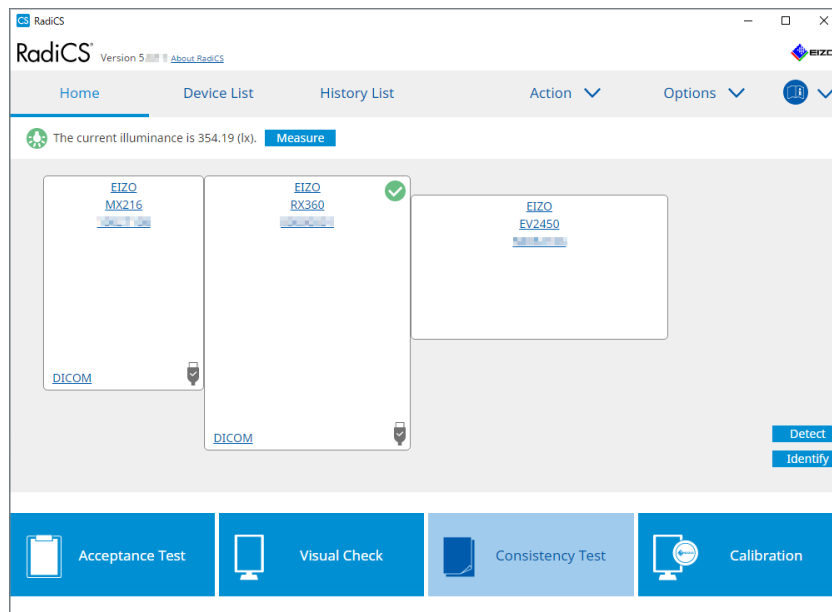 CS RadiCS
RadiCS Version 5. About RadiCS EIZO
Home Device List History List Action Options
The current illuminance is 354.19 (lx). Measure
EIZO
MX216
DICOM
EIZO
RX360
DICOM
EIZO
EV2450
Detect
Identify
Acceptance Test Visual Check Consistency Test Calibration